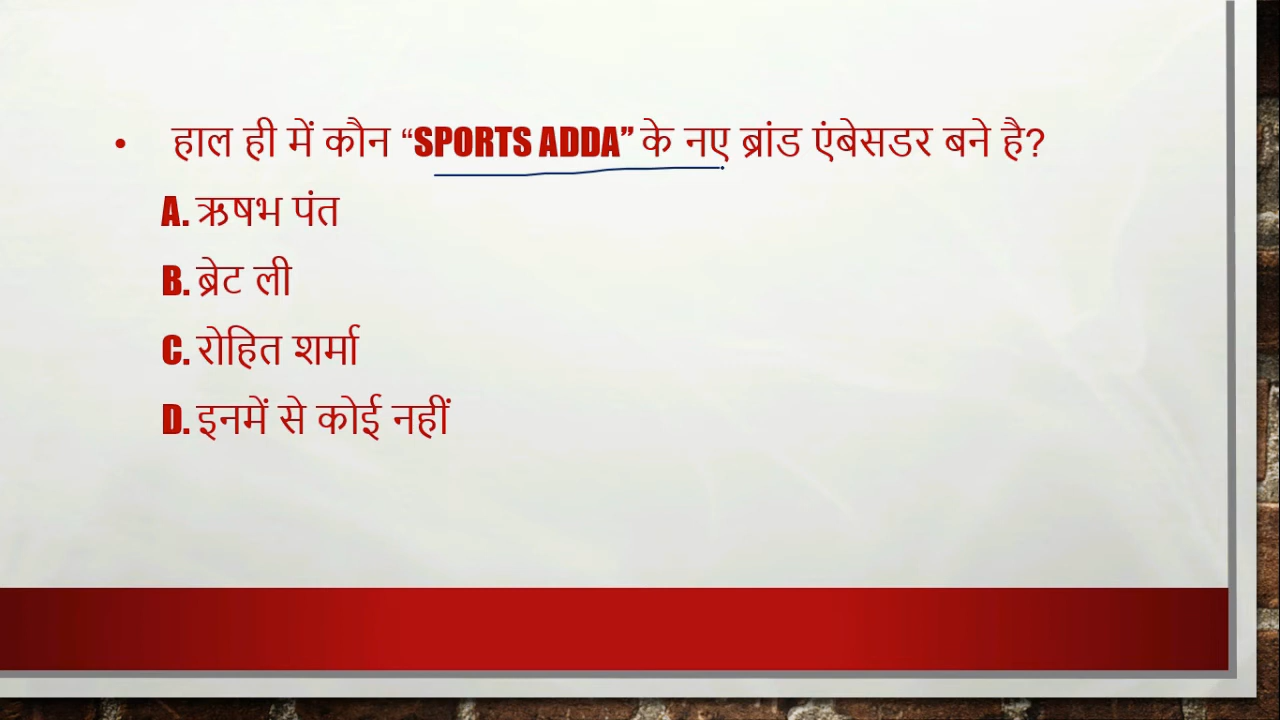 • हाल ही में कौन “SPORTS ADDA” के नए ब्रांड एंबेसडर बने है?
A. ऋषभ पंत
B. ब्रेट ली
C. रोहित शर्मा
D. इनमें से कोई नहीं